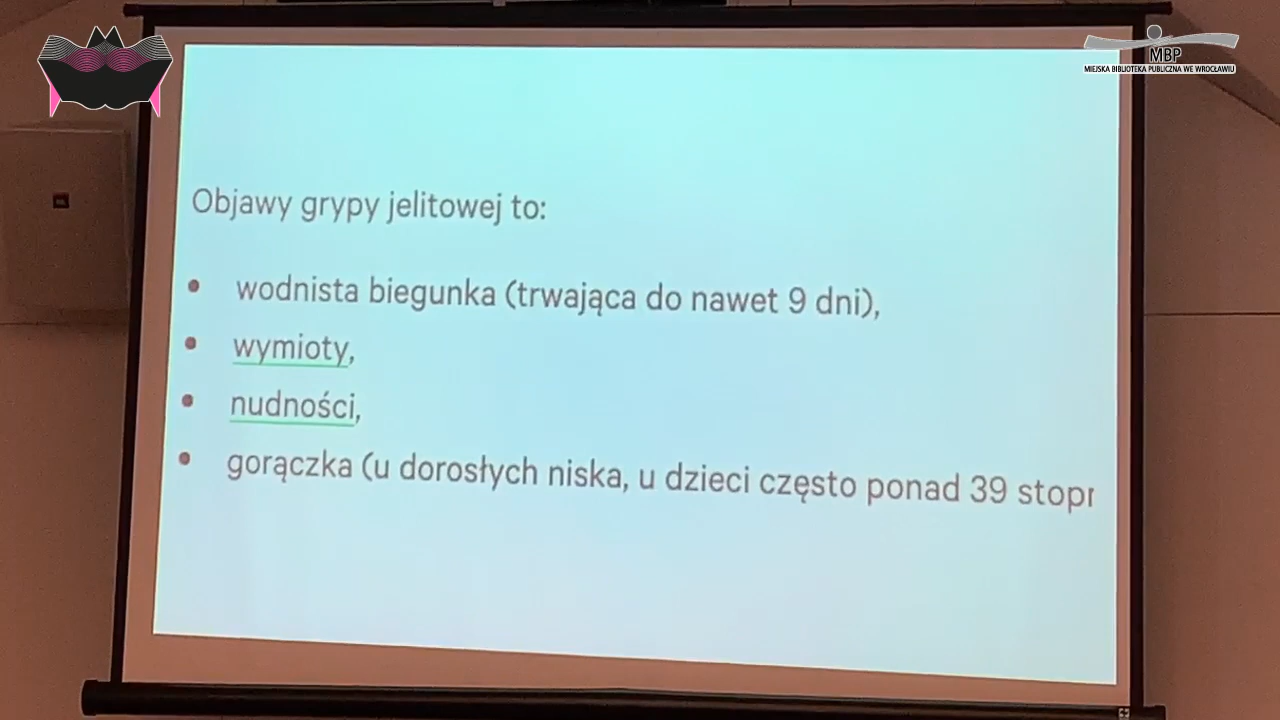 MBP
MIEJSKA BIBLIOTEKA PUBLICZNA WE WROCŁAWIU
Objawy grypy jelitowej to:
• wodnista biegunka (trwająca do nawet 9 dni),
• wymioty,
• nudności,
• gorączka (u dorosłych niska, u dzieci często ponad 39 stopn